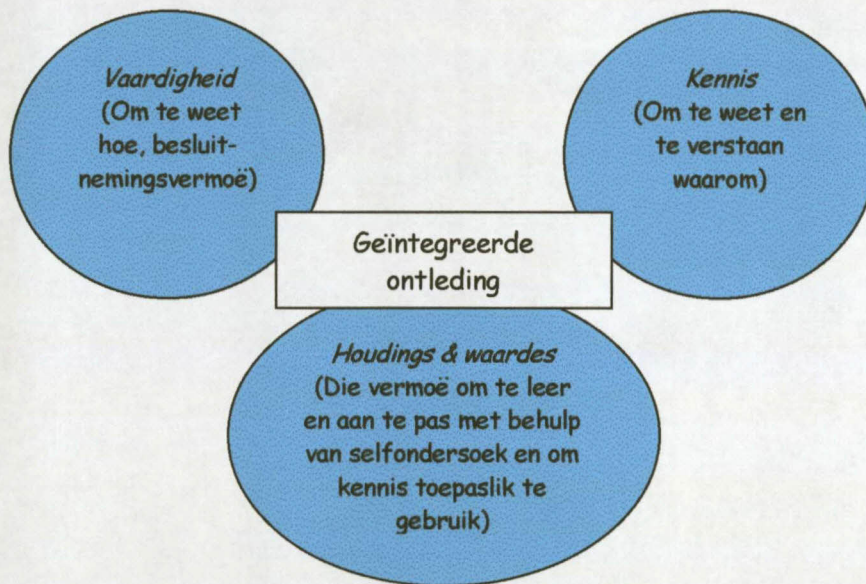 Vaardigheid
(Om te weet
hoe, besluit-
nemingsvermoë)
Kennis
(Om te weet en
te verstaan
waarom)
Geïntegreerde
ontleding
Houdings & waardes
(Die vermoë om te leer
en aan te pas met behulp
van selfondersoek en om
kennis toepaslik te
gebruik)